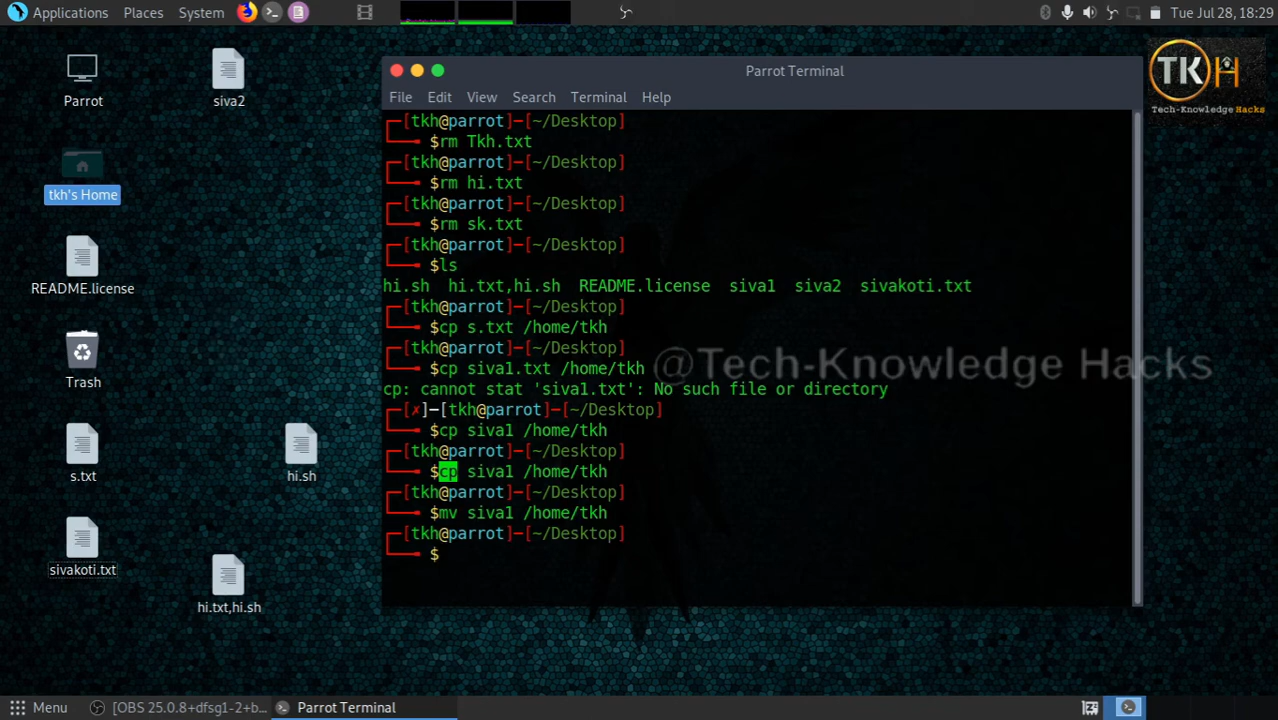 Applications Places System
Tue Jul 28, 18:29
Parrot
siva2
tkh's Home
README.license
Trash
s.txt
hi.sh
sivakoti.txt
hi.txt,hi.sh
TKH
Tech-Knowledge Hacks
Parrot Terminal
File Edit View Search Terminal Help
┌─[tkh@parrot]─[~/Desktop]
└──╼ $rm Tkh.txt
┌─[tkh@parrot]─[~/Desktop]
└──╼ $rm hi.txt
┌─[tkh@parrot]─[~/Desktop]
└──╼ $rm sk.txt
┌─[tkh@parrot]─[~/Desktop]
└──╼ $ls
hi.sh hi.txt,hi.sh README.license siva1 siva2 sivakoti.txt
┌─[tkh@parrot]─[~/Desktop]
└──╼ $cp s.txt /home/tkh
┌─[tkh@parrot]─[~/Desktop]
└──╼ $cp siva1.txt /home/tkh
cp: cannot stat 'siva1.txt': No such file or directory
┌─[✗]─[tkh@parrot]─[~/Desktop]
└──╼ $cp siva1 /home/tkh
┌─[tkh@parrot]─[~/Desktop]
└──╼ $cp siva1 /home/tkh
┌─[tkh@parrot]─[~/Desktop]
└──╼ $mv siva1 /home/tkh
┌─[tkh@parrot]─[~/Desktop]
└──╼ $
@Tech-Knowledge Hacks
Menu [OBS 25.0.8+dfsg1-2+b... Parrot Terminal